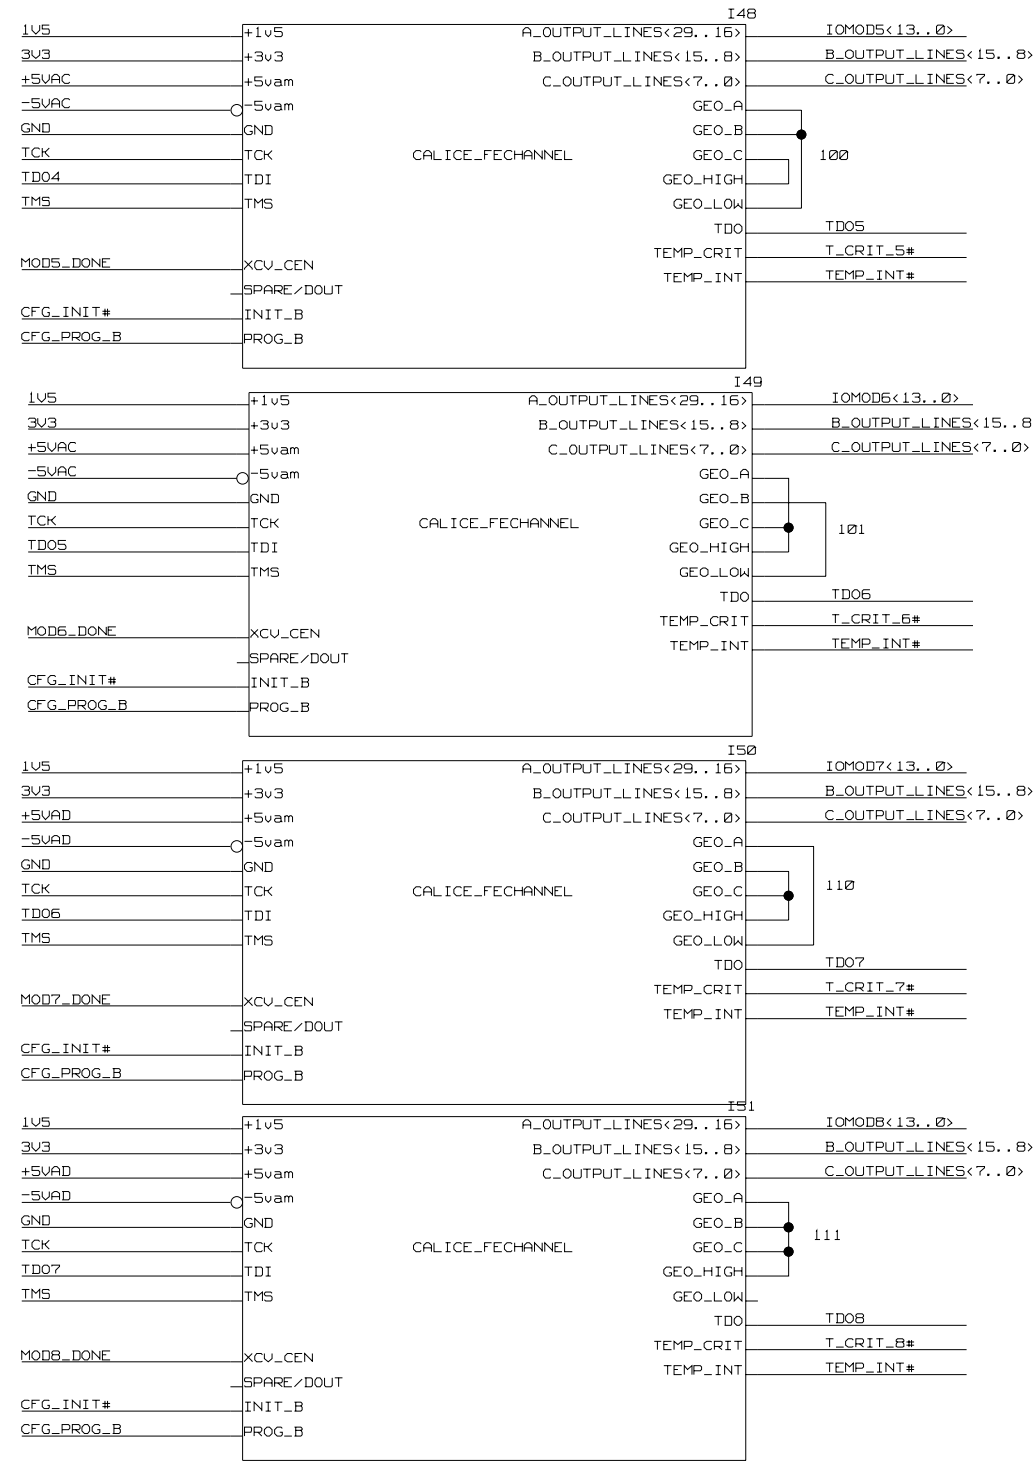 I48
1V5 +1v5 A_OUTPUT_LINES<29..16> IOMOD5<13..0>
3V3 +3v3 B_OUTPUT_LINES<15..8> B_OUTPUT_LINES<15..8>
+5VAC +5vam C_OUTPUT_LINES<7..0> C_OUTPUT_LINES<7..0>
-5VAC -5vam GEO_A
GND GND GEO_B
TCK TCK CALICE_FECHANNEL GEO_C 100
TDO4 TDI GEO_HIGH
TMS TMS GEO_LOW
TDO TDO5
TEMP_CRIT T_CRIT_5#
MOD5_DONE XCV_CEN TEMP_INT TEMP_INT#
SPARE/DOUT
CFG_INIT# INIT_B
CFG_PROG_B PROG_B
I49
1V5 +1v5 A_OUTPUT_LINES<29..16> IOMOD6<13..0>
3V3 +3v3 B_OUTPUT_LINES<15..8> B_OUTPUT_LINES<15..8
+5VAC +5vam C_OUTPUT_LINES<7..0> C_OUTPUT_LINES<7..0>
-5VAC -5vam GEO_A
GND GND GEO_B
TCK TCK CALICE_FECHANNEL GEO_C 101
TDO5 TDI GEO_HIGH
TMS TMS GEO_LOW
TDO TDO6
TEMP_CRIT T_CRIT_6#
MOD6_DONE XCV_CEN TEMP_INT TEMP_INT#
SPARE/DOUT
CFG_INIT# INIT_B
CFG_PROG_B PROG_B
I50
1V5 +1v5 A_OUTPUT_LINES<29..16> IOMOD7<13..0>
3V3 +3v3 B_OUTPUT_LINES<15..8> B_OUTPUT_LINES<15..8>
+5VAD +5vam C_OUTPUT_LINES<7..0> C_OUTPUT_LINES<7..0>
-5VAD -5vam GEO_A
GND GND GEO_B
TCK TCK CALICE_FECHANNEL GEO_C 110
TDO6 TDI GEO_HIGH
TMS TMS GEO_LOW
TDO TDO7
TEMP_CRIT T_CRIT_7#
MOD7_DONE XCV_CEN TEMP_INT TEMP_INT#
SPARE/DOUT
CFG_INIT# INIT_B
CFG_PROG_B PROG_B
I51
1V5 +1v5 A_OUTPUT_LINES<29..16> IOMOD8<13..0>
3V3 +3v3 B_OUTPUT_LINES<15..8> B_OUTPUT_LINES<15..8>
+5VAD +5vam C_OUTPUT_LINES<7..0> C_OUTPUT_LINES<7..0>
-5VAD -5vam GEO_A
GND GND GEO_B
TCK TCK CALICE_FECHANNEL GEO_C 111
TDO7 TDI GEO_HIGH
TMS TMS GEO_LOW
TDO TDO8
TEMP_CRIT T_CRIT_8#
MOD8_DONE XCV_CEN TEMP_INT TEMP_INT#
SPARE/DOUT
CFG_INIT# INIT_B
CFG_PROG_B PROG_B